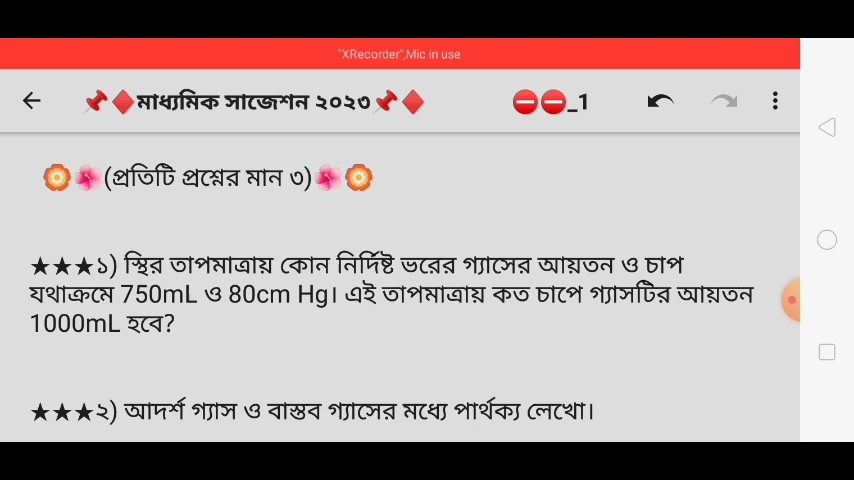 "XRecorder",Mic in use
মাধ্যমিক সাজেশন ২০২৩ _1
(প্রতিটি প্রশ্নের মান ৩)
★★★১) স্থির তাপমাত্রায় কোন নির্দিষ্ট ভরের গ্যাসের আয়তন ও চাপ
যথাক্রমে 750mL ও 80cm Hg। এই তাপমাত্রায় কত চাপে গ্যাসটির আয়তন
1000mL হবে?
★★★২) আদর্শ গ্যাস ও বাস্তব গ্যাসের মধ্যে পার্থক্য লেখো।